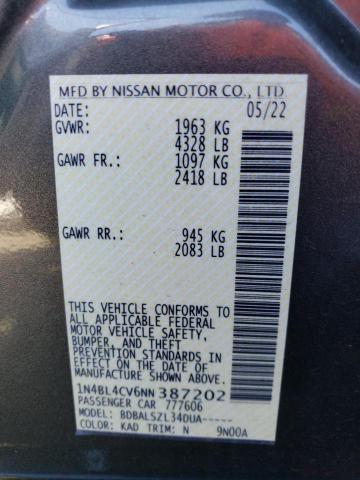 MFD BY NISSAN MOTOR CO., LTD.
DATE: 05/22
GVWR: 1963 KG
4328 LB
GAWR FR.: 1097 KG
2418 LB
GAWR RR.: 945 KG
2083 LB
THIS VEHICLE CONFORMS TO
ALL APPLICABLE FEDERAL
MOTOR VEHICLE SAFETY,
BUMPER, AND THEFT
PREVENTION STANDARDS IN
EFFECT ON THE DATE OF
MANUFACTURE SHOWN ABOVE.
1N4BL4CV6NN387202
PASSENGER CAR 777606
MODEL: BDBALSZL34DUA-----
COLOR: KAD TRIM: N 9N00A